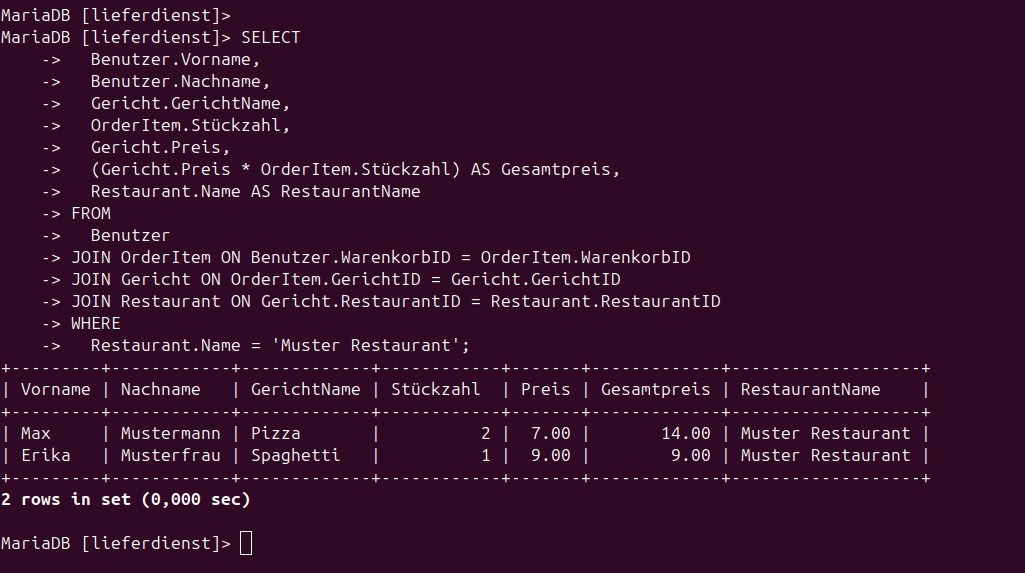 MariaDB [lieferdienst]>
MariaDB [lieferdienst]> SELECT
    ->   Benutzer.Vorname,
    ->   Benutzer.Nachname,
    ->   Gericht.GerichtName,
    ->   OrderItem.Stückzahl,
    ->   Gericht.Preis,
    ->   (Gericht.Preis * OrderItem.Stückzahl) AS Gesamtpreis,
    ->   Restaurant.Name AS RestaurantName
    -> FROM
    ->   Benutzer
    -> JOIN OrderItem ON Benutzer.WarenkorbID = OrderItem.WarenkorbID
    -> JOIN Gericht ON OrderItem.GerichtID = Gericht.GerichtID
    -> JOIN Restaurant ON Gericht.RestaurantID = Restaurant.RestaurantID
    -> WHERE
    ->   Restaurant.Name = 'Muster Restaurant';
+---------+------------+-------------+------------+-------+-------------+-------------------+
| Vorname | Nachname   | GerichtName | Stückzahl  | Preis | Gesamtpreis | RestaurantName    |
+---------+------------+-------------+------------+-------+-------------+-------------------+
| Max     | Mustermann | Pizza       |          2 |  7.00 |       14.00 | Muster Restaurant |
| Erika   | Musterfrau | Spaghetti   |          1 |  9.00 |        9.00 | Muster Restaurant |
+---------+------------+-------------+------------+-------+-------------+-------------------+
2 rows in set (0,000 sec)
MariaDB [lieferdienst]>